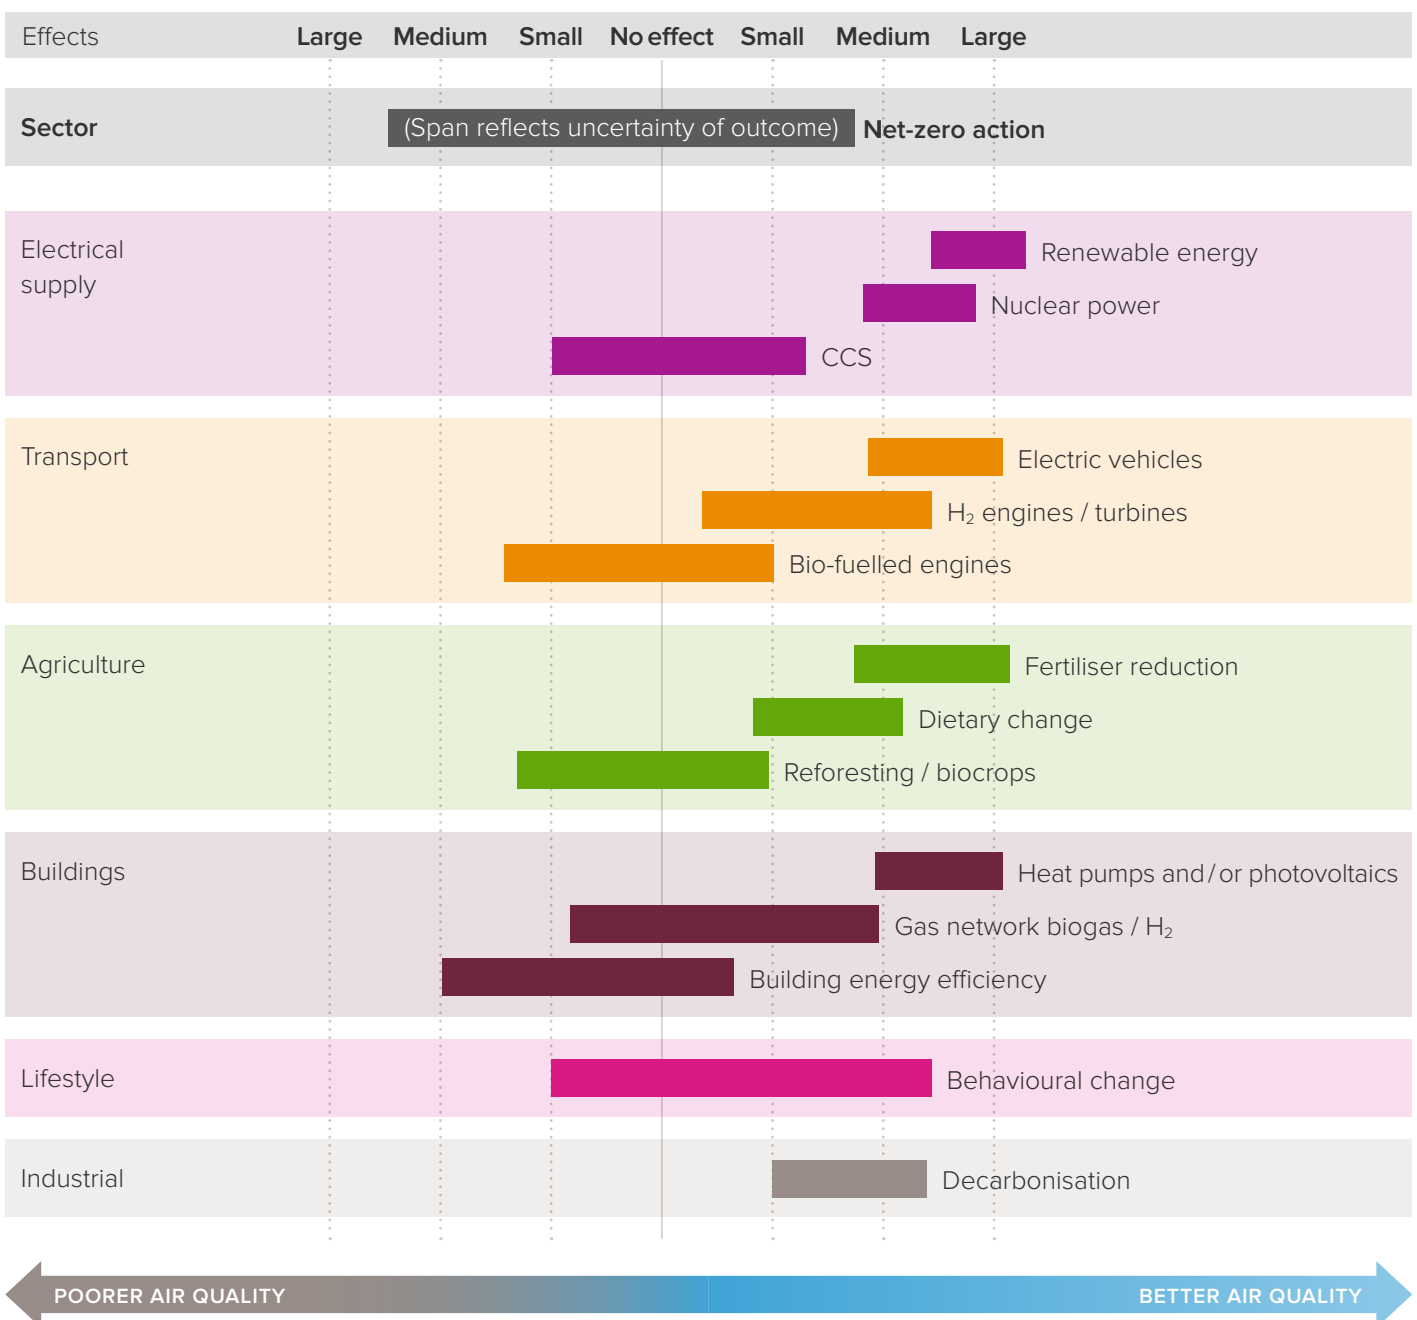 Effects Large Medium Small No effect Small Medium Large
Sector (Span reflects uncertainty of outcome) Net-zero action
Electrical
supply
Renewable energy
Nuclear power
CCS
Transport
Electric vehicles
H₂ engines / turbines
Bio-fuelled engines
Agriculture
Fertiliser reduction
Dietary change
Reforesting / biocrops
Buildings
Heat pumps and/or photovoltaics
Gas network biogas / H₂
Building energy efficiency
Lifestyle
Behavioural change
Industrial
Decarbonisation
POORER AIR QUALITY BETTER AIR QUALITY